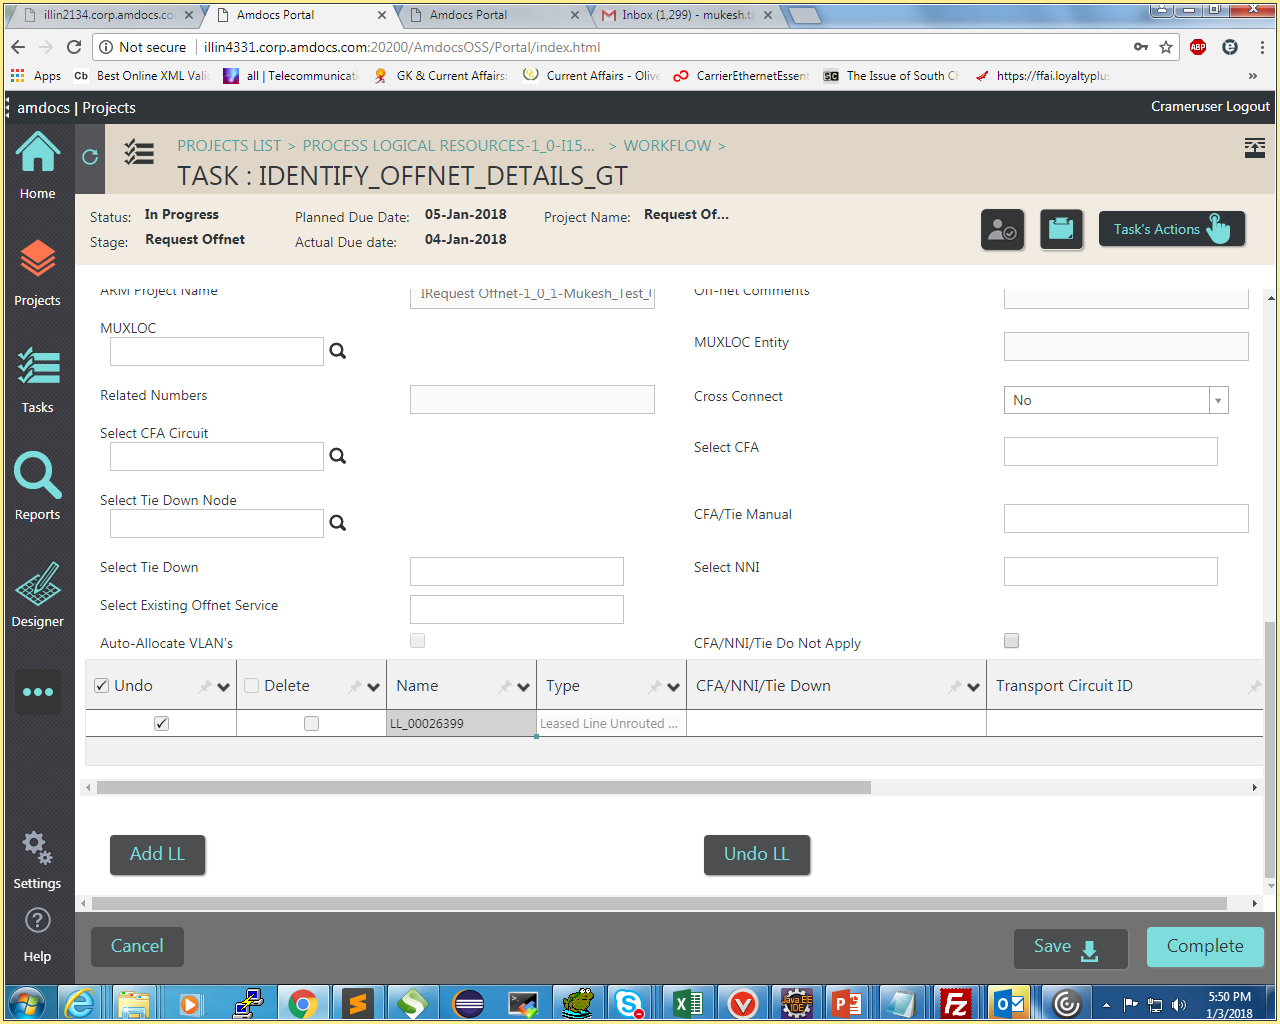 illin2134.corp.amdocs.co
Amdocs Portal
Amdocs Portal
Inbox (1,299) - mukesh.ta
Not secure
illin4331.corp.amdocs.com:20200/AmdocsOSS/Portal/index.html
ABP
Apps
Cb Best Online XML Valid
all | Telecommunicati
GK & Current Affairs:
Current Affairs - Olive
CarrierEthernetEssent
SC The Issue of South Ch
https://ffai.loyaltyplus
»
amdocs | Projects
Crameruser Logout
PROJECTS LIST > PROCESS LOGICAL RESOURCES-1_0-I15... > WORKFLOW >
TASK : IDENTIFY_OFFNET_DETAILS_GT
Status: In Progress
Planned Due Date: 05-Jan-2018
Project Name: Request Of...
Stage: Request Offnet
Actual Due date: 04-Jan-2018
Task's Actions
Home
Projects
Tasks
Reports
Designer
Settings
Help
ARM Project Name
IRequest Offnet-1_0_1-Mukesh_Test_
Off-net Comments
MUXLOC
MUXLOC Entity
Related Numbers
Cross Connect
No
Select CFA Circuit
Select CFA
Select Tie Down Node
CFA/Tie Manual
Select Tie Down
Select NNI
Select Existing Offnet Service
Auto-Allocate VLAN's
CFA/NNI/Tie Do Not Apply
Undo
Delete
Name
Type
CFA/NNI/Tie Down
Transport Circuit ID
LL_00026399
Leased Line Unrouted ...
Add LL
Undo LL
Cancel
Save
Complete
Java EE
IDE
5:50 PM
1/3/2018